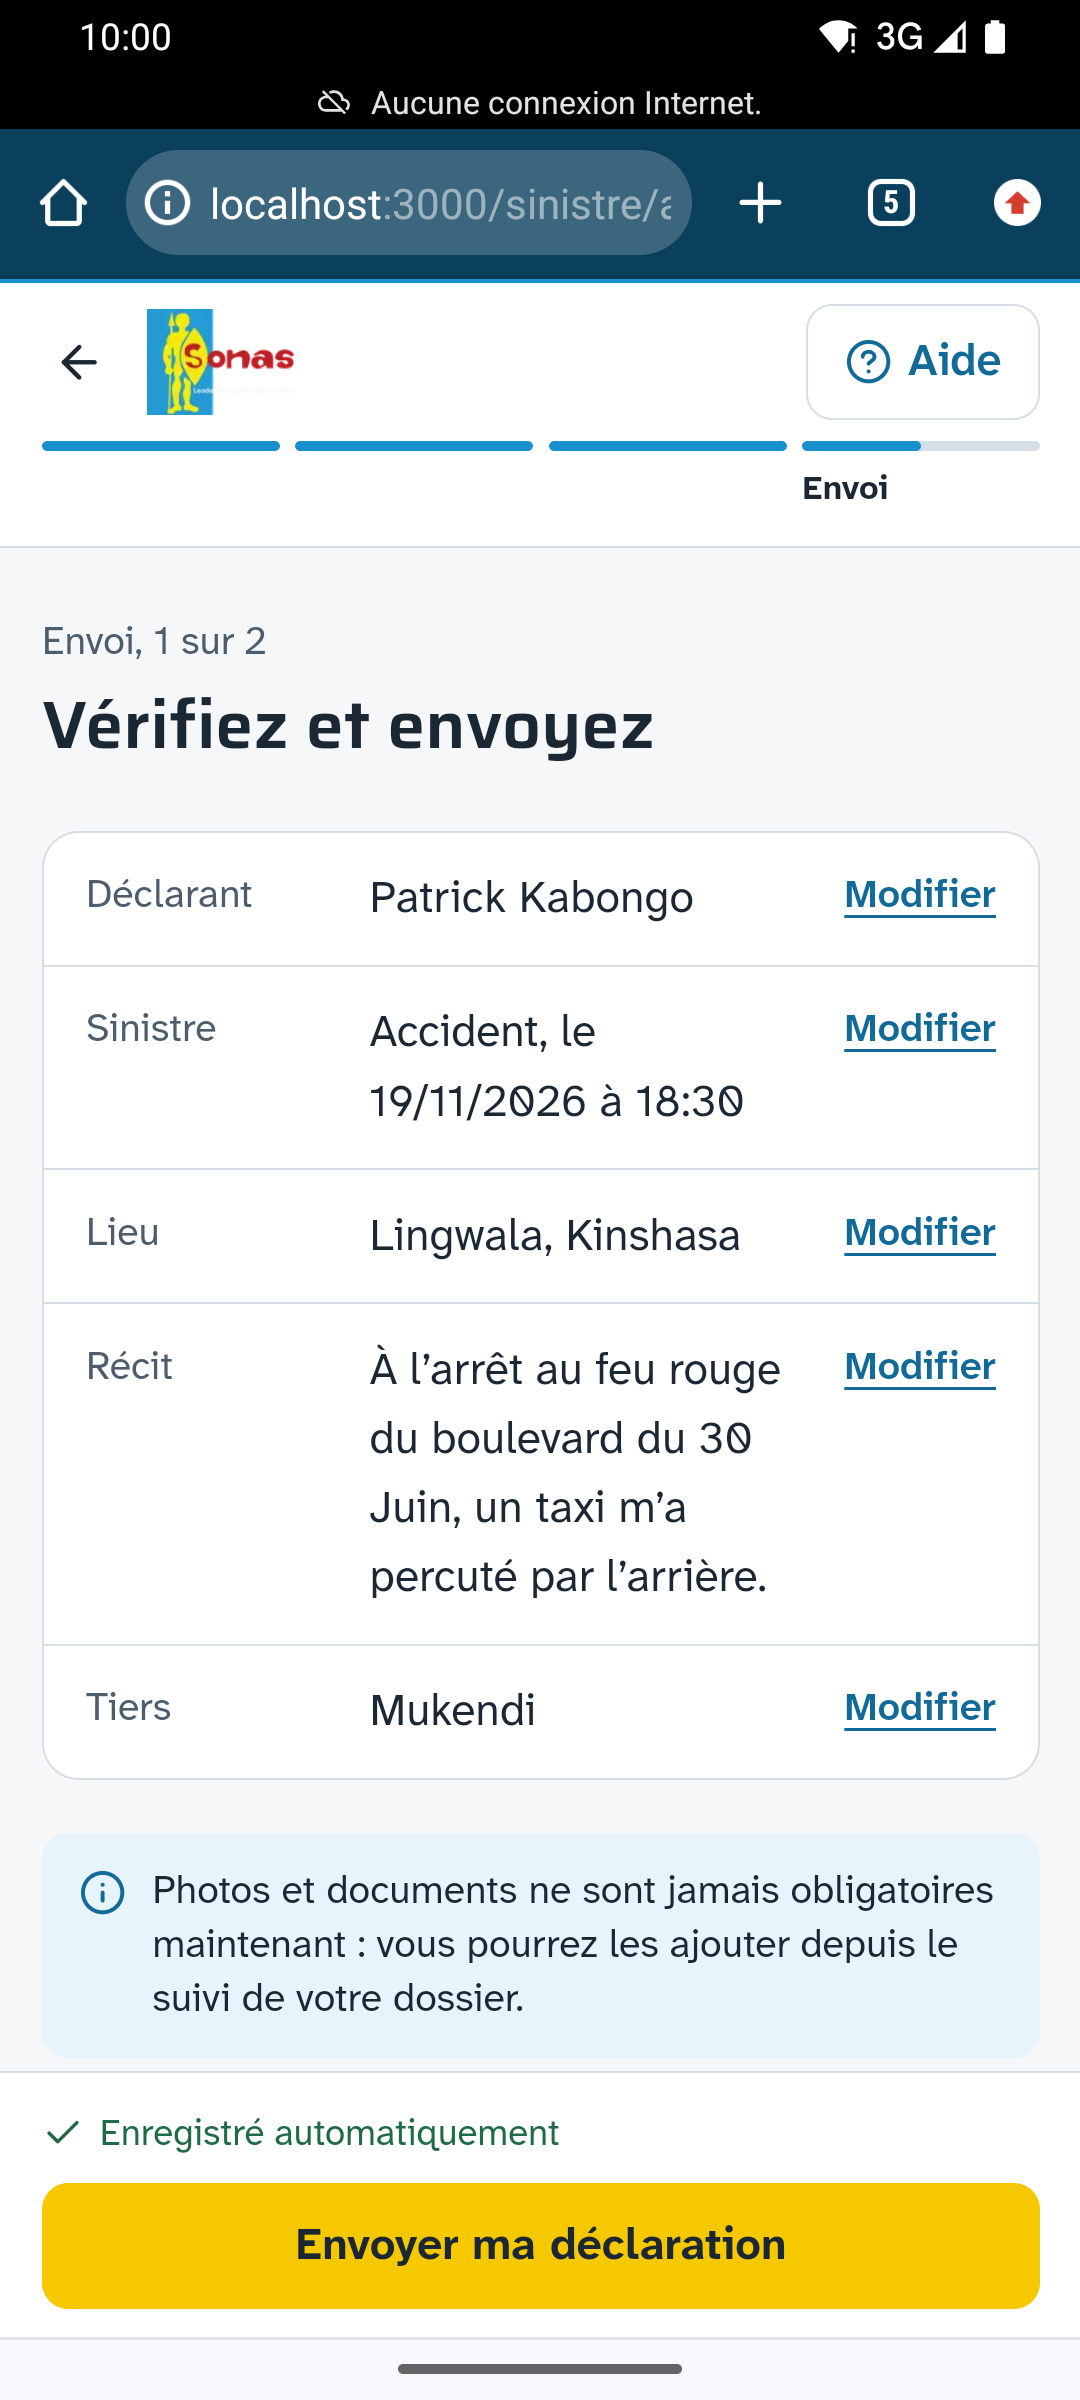 10:00
3G
Aucune connexion Internet.
localhost:3000/sinistre/
5
Sonas
Aide
Envoi
Envoi, 1 sur 2
Vérifiez et envoyez
Déclarant
Patrick Kabongo
Modifier
Sinistre
Accident, le
19/11/2026 à 18:30
Modifier
Lieu
Lingwala, Kinshasa
Modifier
Récit
À l’arrêt au feu rouge
du boulevard du 30
Juin, un taxi m’a
percuté par l’arrière.
Modifier
Tiers
Mukendi
Modifier
Photos et documents ne sont jamais obligatoires
maintenant : vous pourrez les ajouter depuis le
suivi de votre dossier.
Enregistré automatiquement
Envoyer ma déclaration